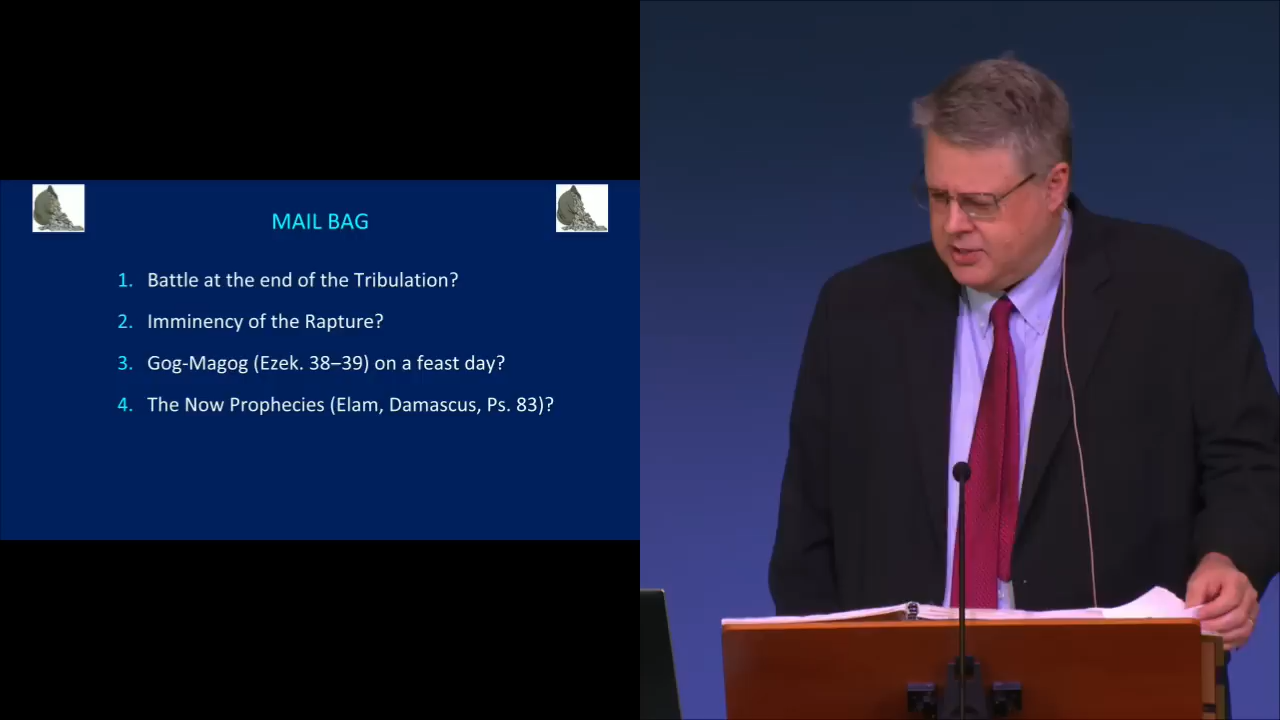 MAIL BAG
1. Battle at the end of the Tribulation?
2. Imminency of the Rapture?
3. Gog-Magog (Ezek. 38–39) on a feast day?
4. The Now Prophecies (Elam, Damascus, Ps. 83)?